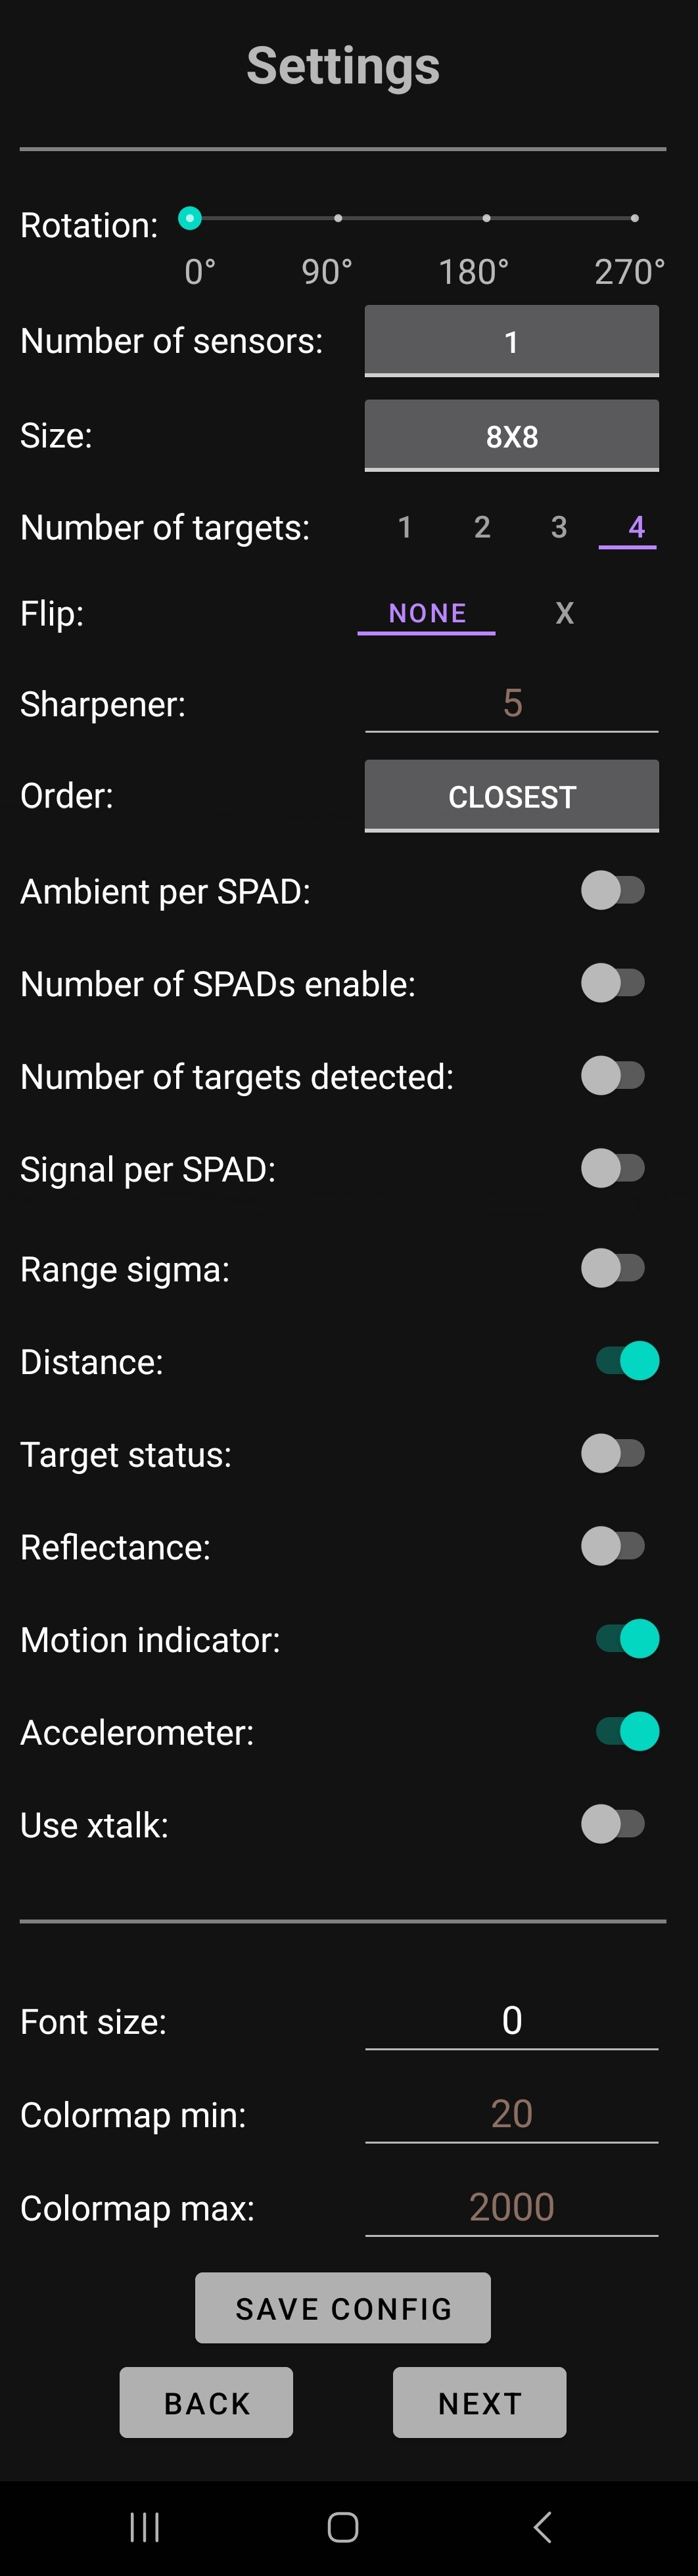 Settings
Rotation:
0° 90° 180° 270°
Number of sensors: 1
Size: 8X8
Number of targets: 1 2 3 4
Flip: NONE X
Sharpener: 5
Order: CLOSEST
Ambient per SPAD:
Number of SPADs enable:
Number of targets detected:
Signal per SPAD:
Range sigma:
Distance:
Target status:
Reflectance:
Motion indicator:
Accelerometer:
Use xtalk:
Font size: 0
Colormap min: 20
Colormap max: 2000
SAVE CONFIG
BACK NEXT